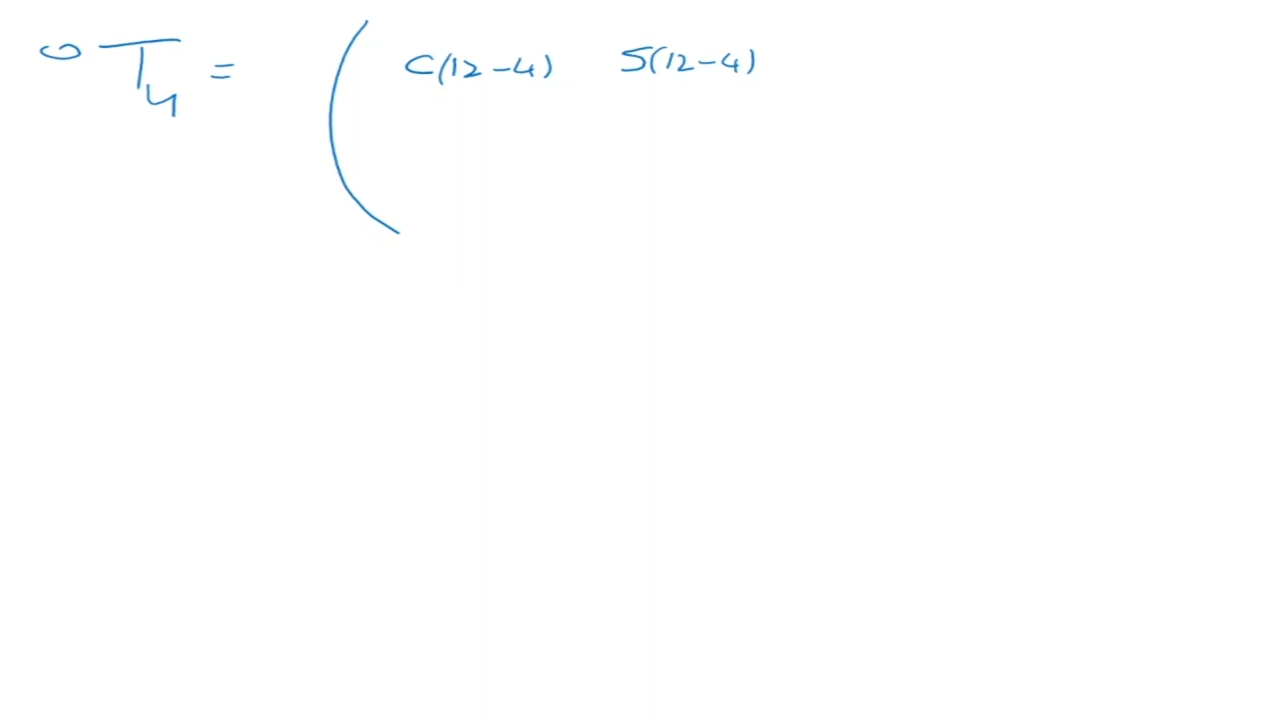 ⁰T₄ = ( C(12-4) S(12-4)